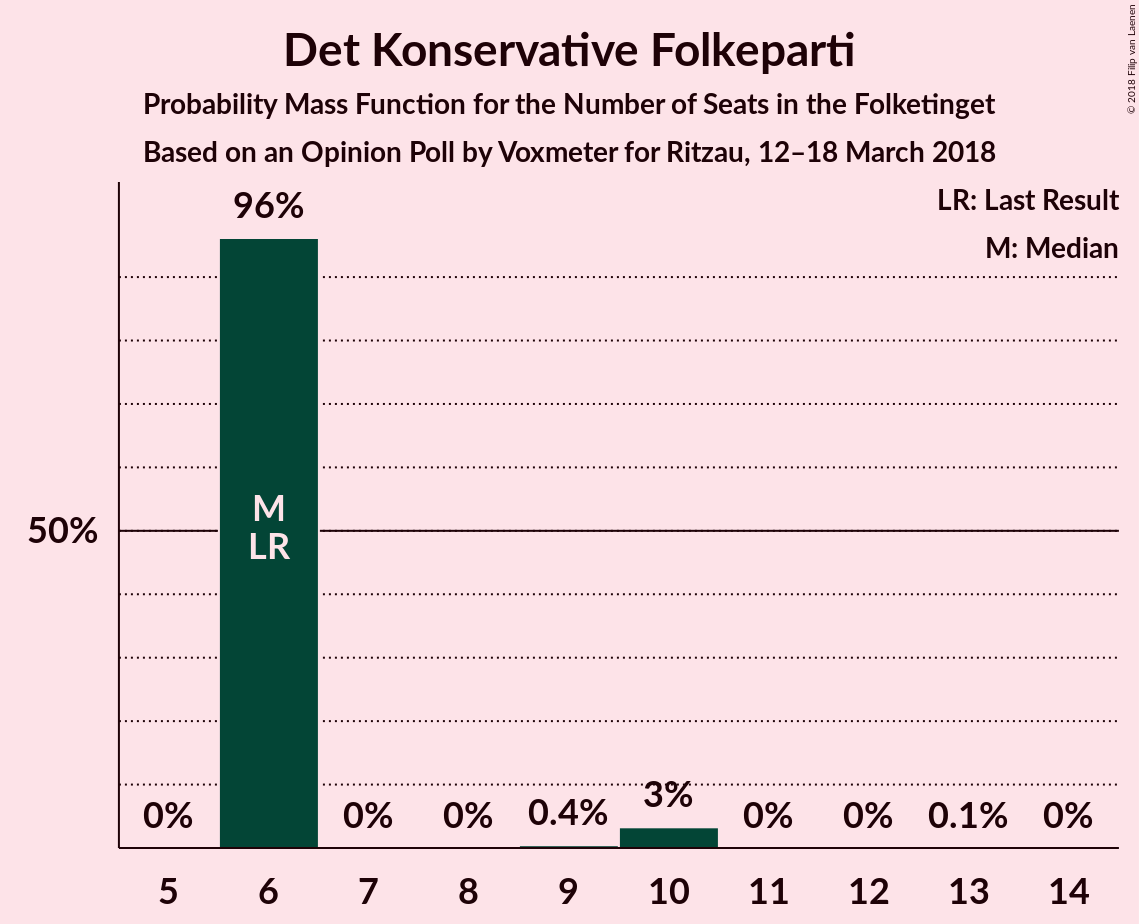 Det Konservative Folkeparti
Probability Mass Function for the Number of Seats in the Folketinget
Based on an Opinion Poll by Voxmeter for Ritzau, 12–18 March 2018
© 2018 Filip van Laenen
LR: Last Result
M: Median
96%
50%
M
LR
0%
0%
0%
0.4%
3%
0%
0%
0.1%
0%
5 6 7 8 9 10 11 12 13 14